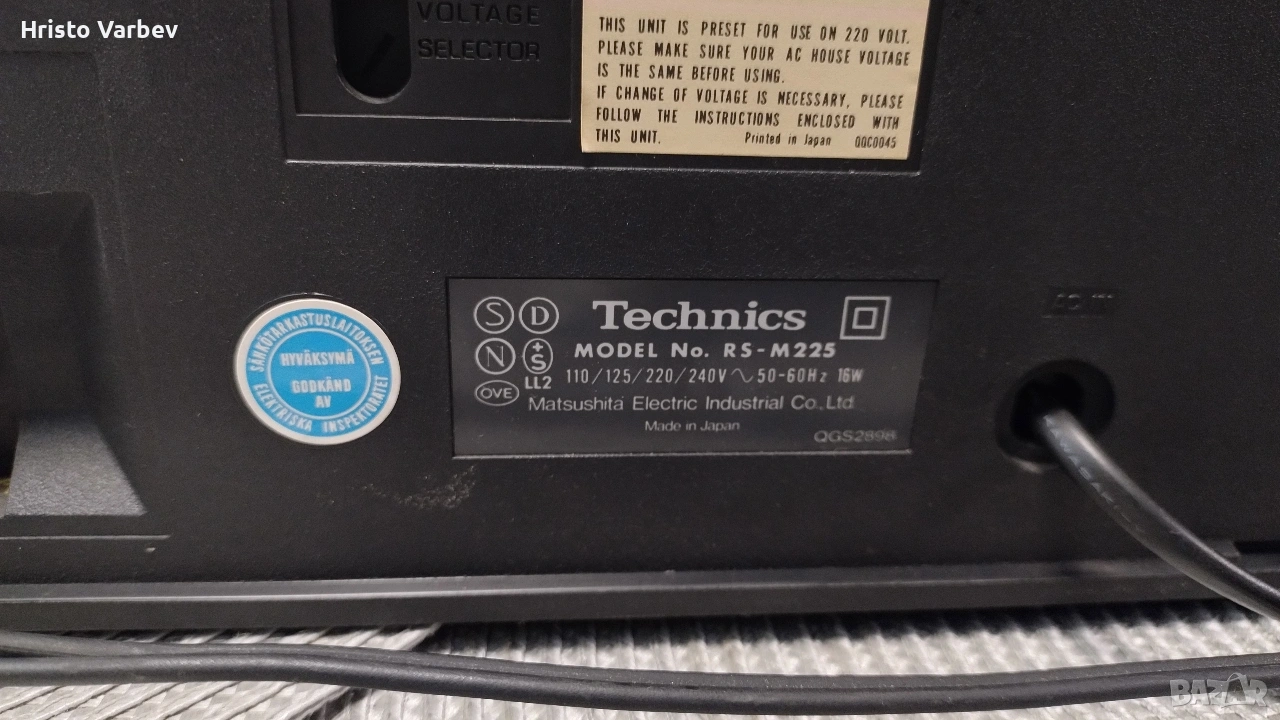 Hristo Varbev
VOLTAGE
SELECTOR
THIS UNIT IS PRESET FOR USE ON 220 VOLT.
PLEASE MAKE SURE YOUR AC HOUSE VOLTAGE
IS THE SAME BEFORE USING.
IF CHANGE OF VOLTAGE IS NECESSARY, PLEASE
FOLLOW THE INSTRUCTIONS ENCLOSED WITH
THIS UNIT. Printed in Japan QQC0045
SÄHKÖTARKASTUSLAITOKSEN
HYVÄKSYMÄ
GODKÄND
AV
ELEKTRISKA INSPEKTORATET
S D Technics
N +S MODEL No. RS-M225
OVE LL2 110/125/220/240V ∿ 50-60Hz 16W
Matsushita Electric Industrial Co., Ltd.
Made in Japan
QGS2898
BAZAR